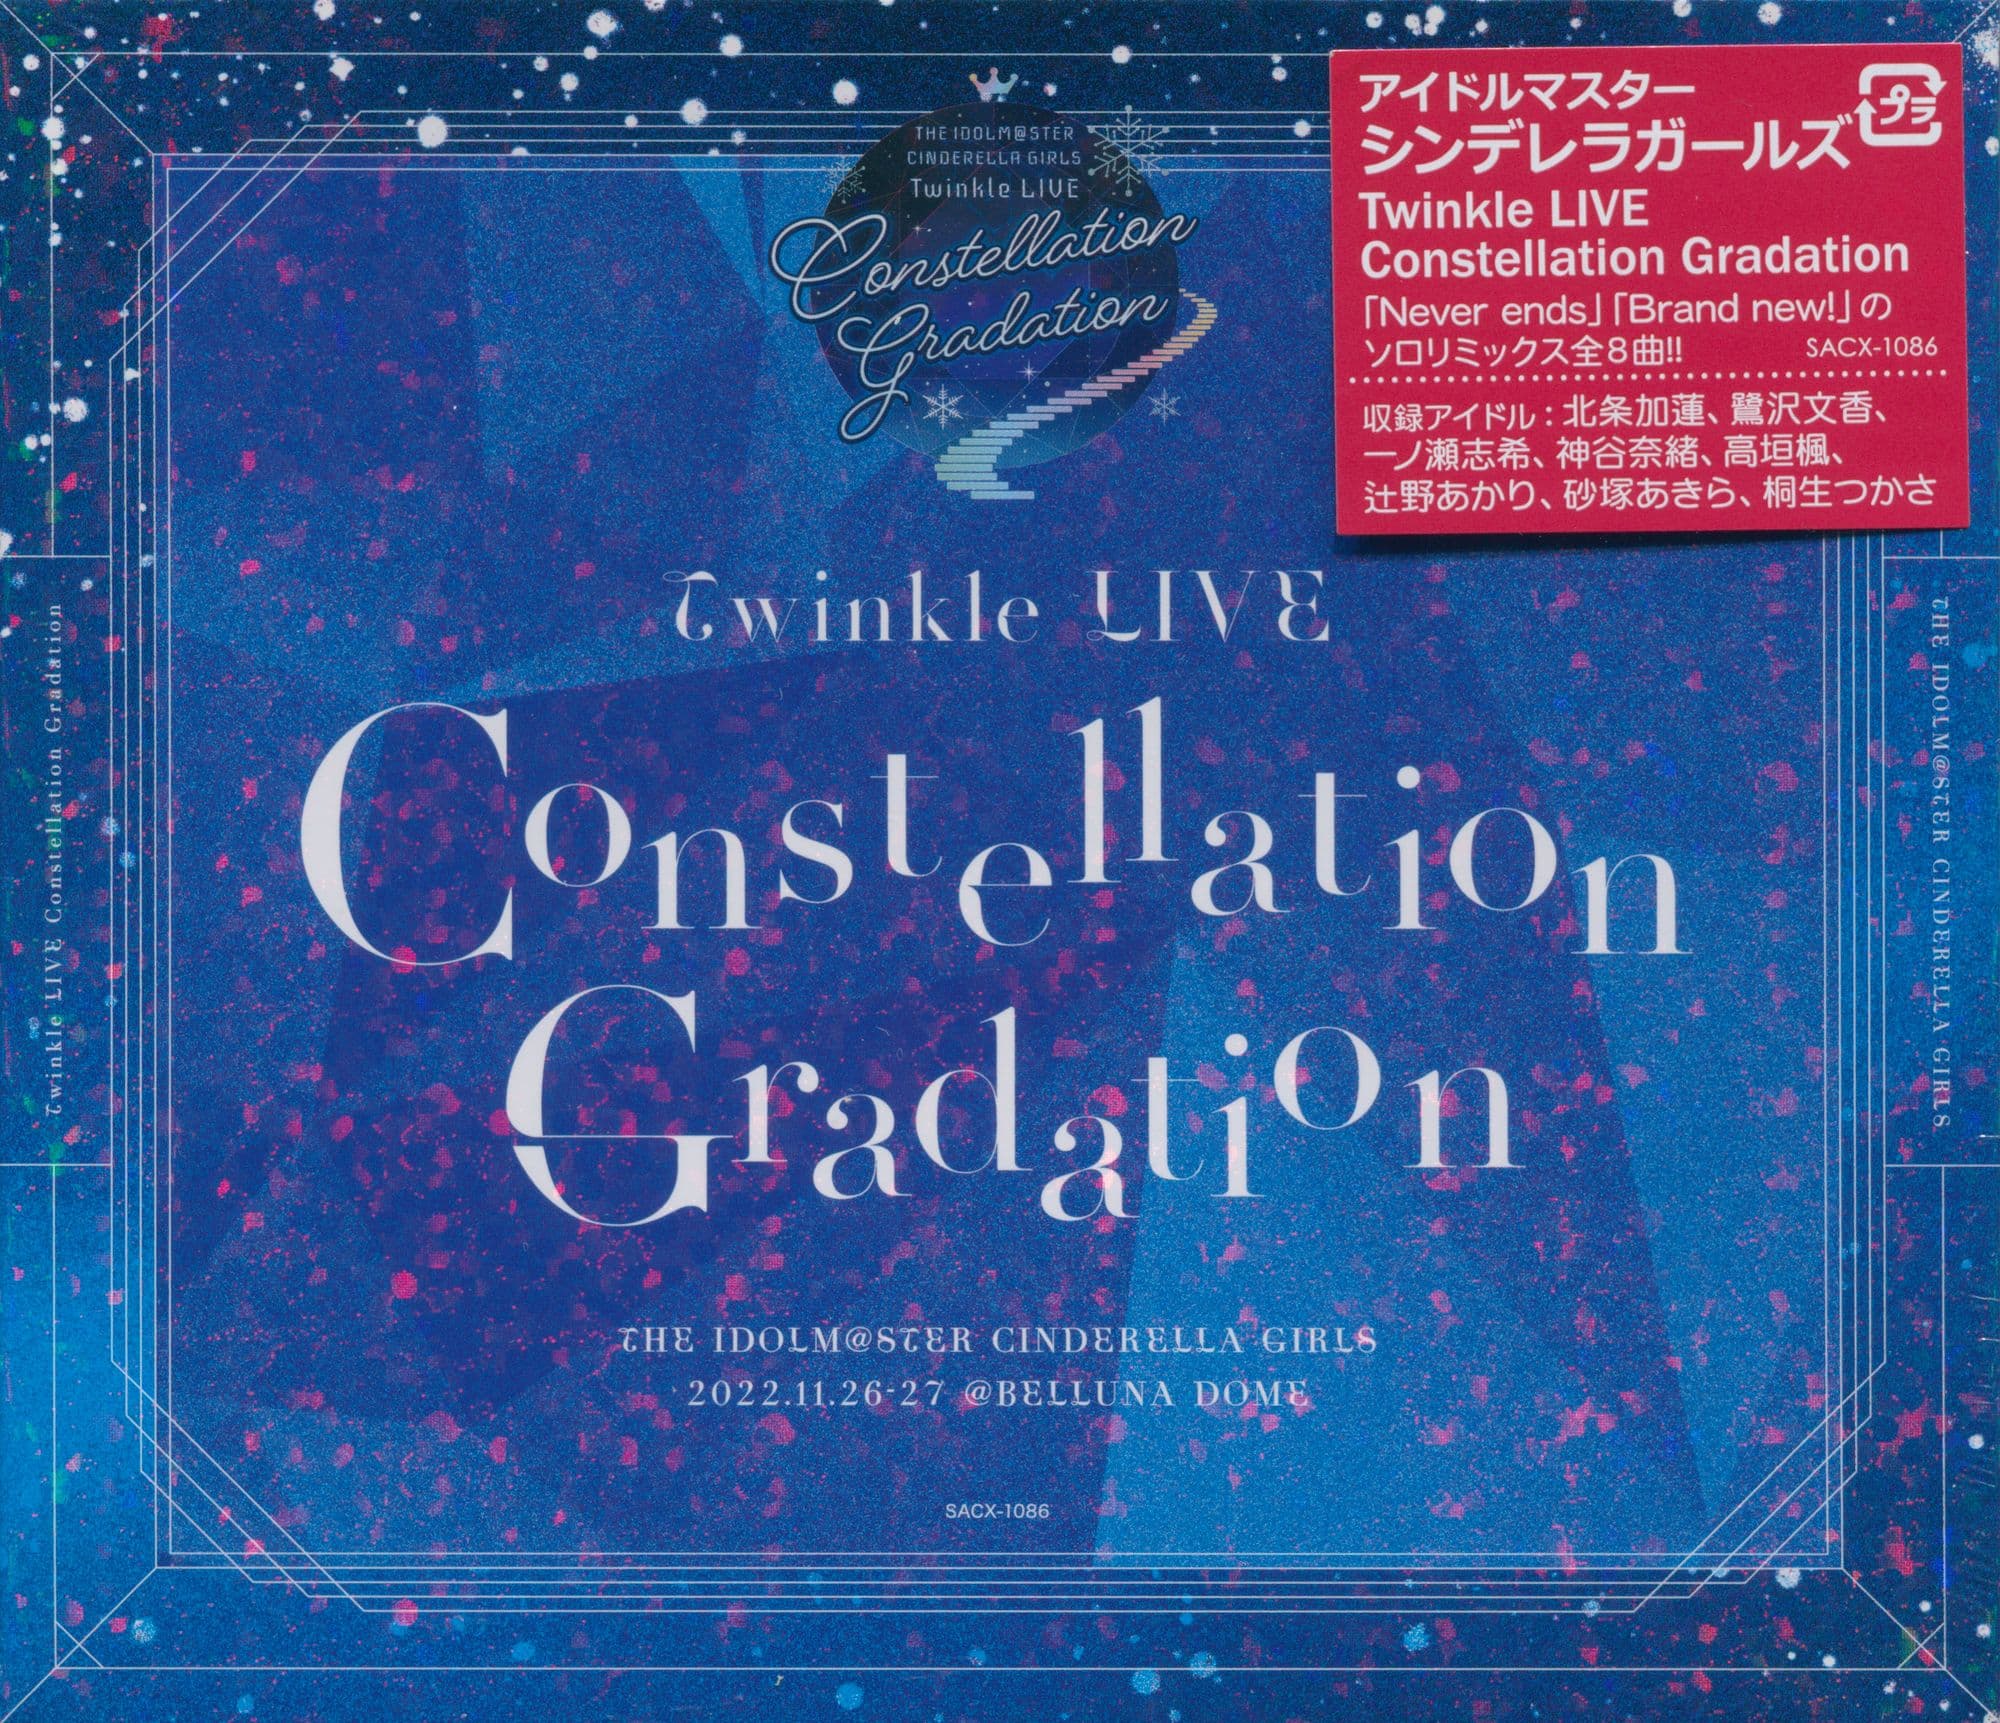 THE IDOLM@STER
CINDERELLA GIRLS
Twinkle LIVE
Constellation
Gradation
アイドルマスター
シンデレラガールズ
プラ
Twinkle LIVE
Constellation Gradation
「Never ends」「Brand new!」の
ソロリミックス全8曲!!
SACX-1086
収録アイドル：北条加蓮、鷺沢文香、
一ノ瀬志希、神谷奈緒、高垣楓、
辻野あかり、砂塚あきら、桐生つかさ
Twinkle LIVE
Constellation
Gradation
THE IDOLM@STER CINDERELLA GIRLS
2022.11.26-27 @BELLUNA DOME
SACX-1086
Twinkle LIVE Constellation Gradation
THE IDOLM@STER CINDERELLA GIRLS